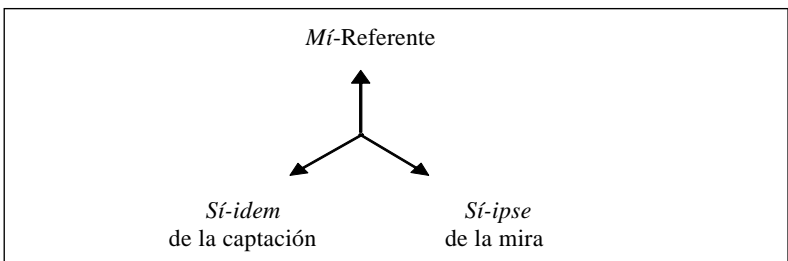 Mí-Referente
Sí-idem Sí-ipse
de la captación de la mira